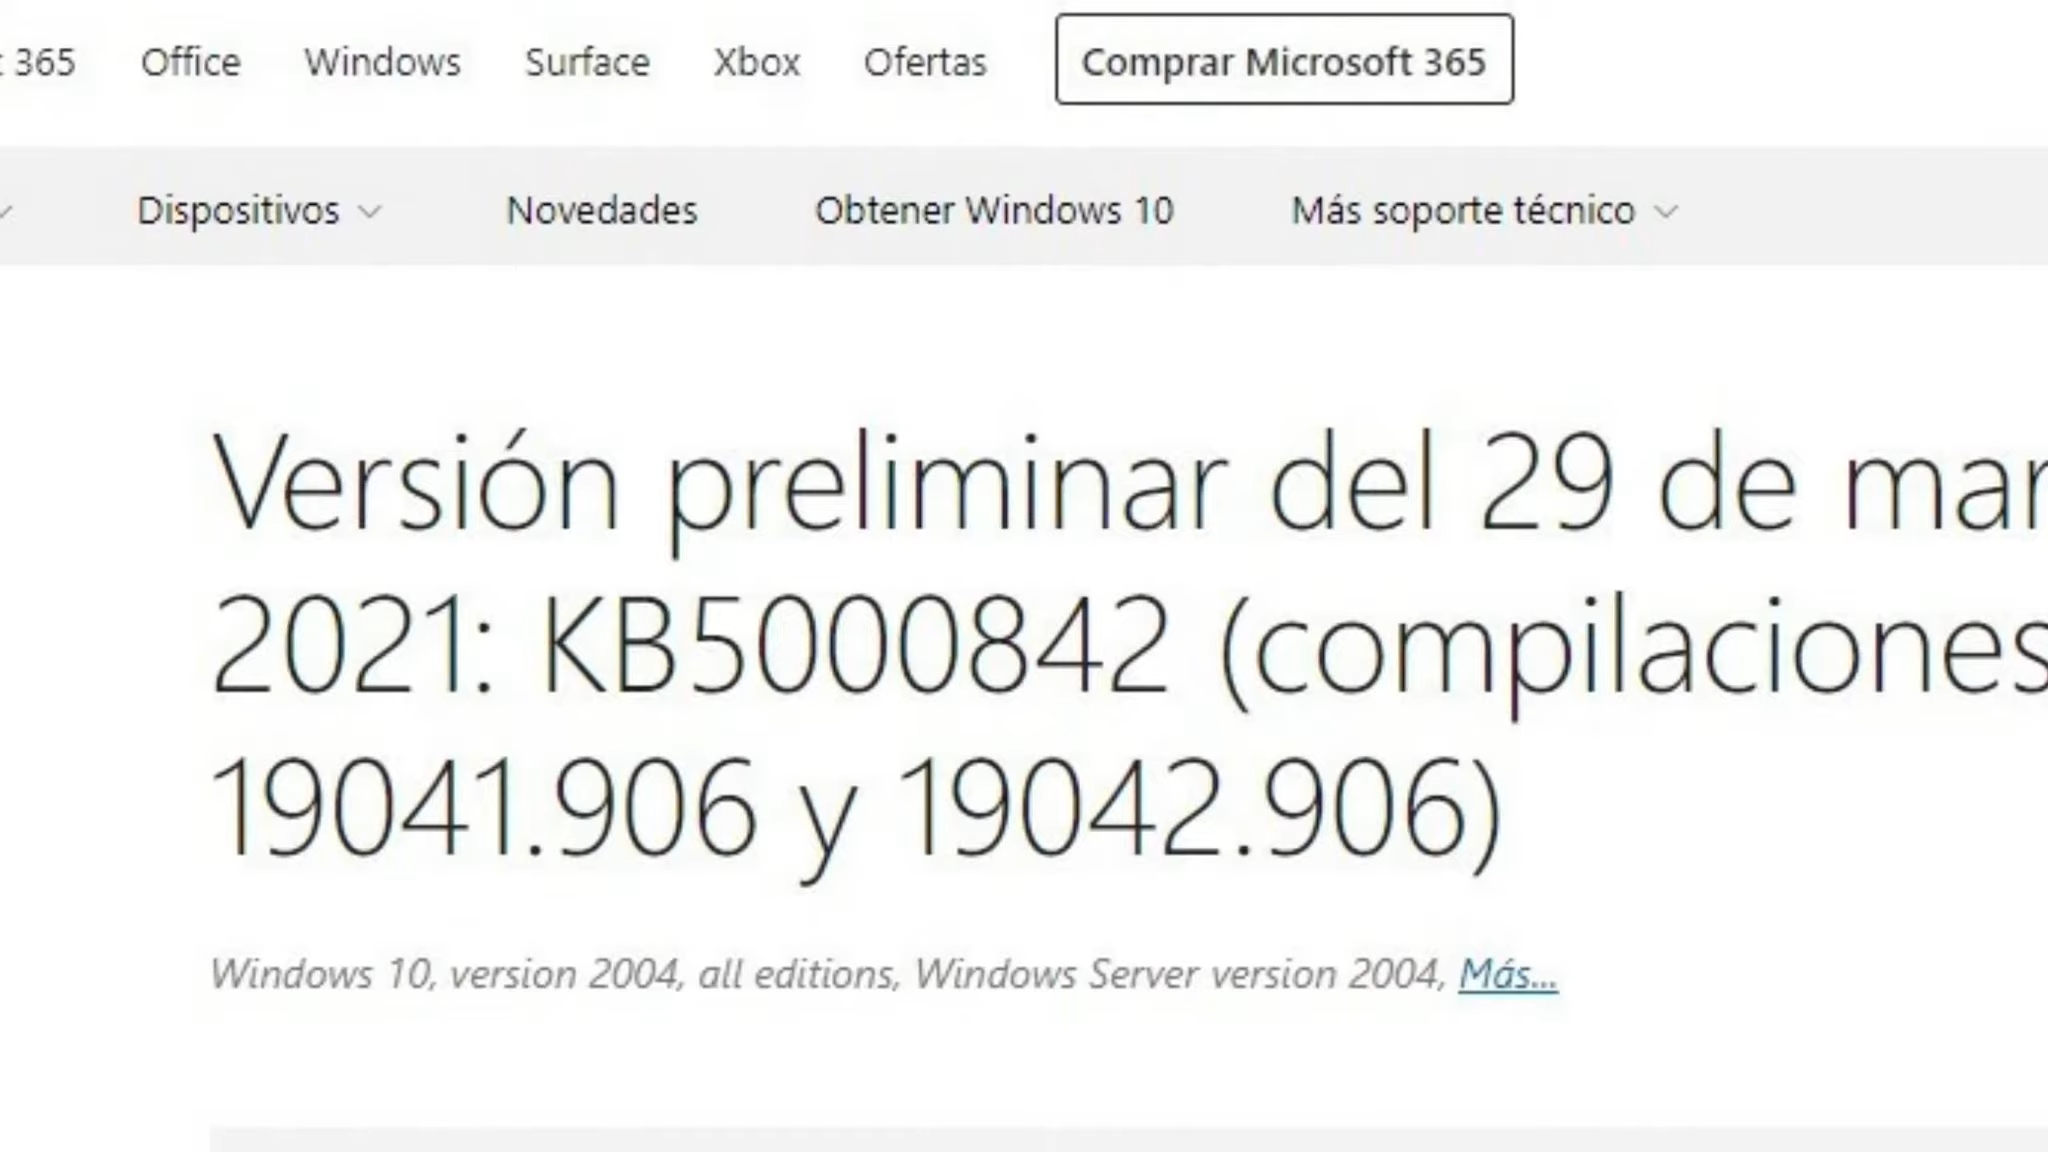 365 Office Windows Surface Xbox Ofertas Comprar Microsoft 365
Dispositivos Novedades Obtener Windows 10 Más soporte técnico
Versión preliminar del 29 de mar
2021: KB5000842 (compilaciones
19041.906 y 19042.906)
Windows 10, version 2004, all editions, Windows Server version 2004, Más...